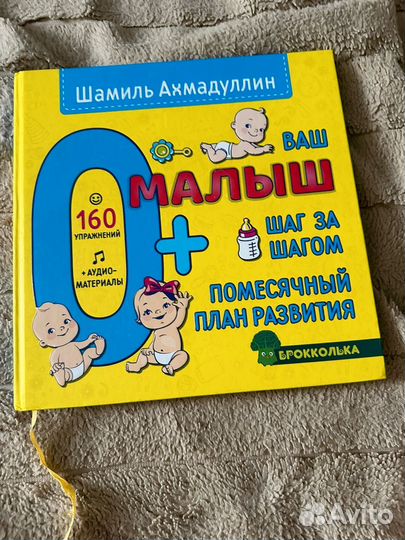 Шамиль Ахмадуллин
ВАШ
МАЛЫШ
0+
160
УПРАЖНЕНИЙ
+ АУДИО-
МАТЕРИАЛЫ
ШАГ ЗА
ШАГОМ
ПОМЕСЯЧНЫЙ
ПЛАН РАЗВИТИЯ
БРОККОЛЬКА
Avito